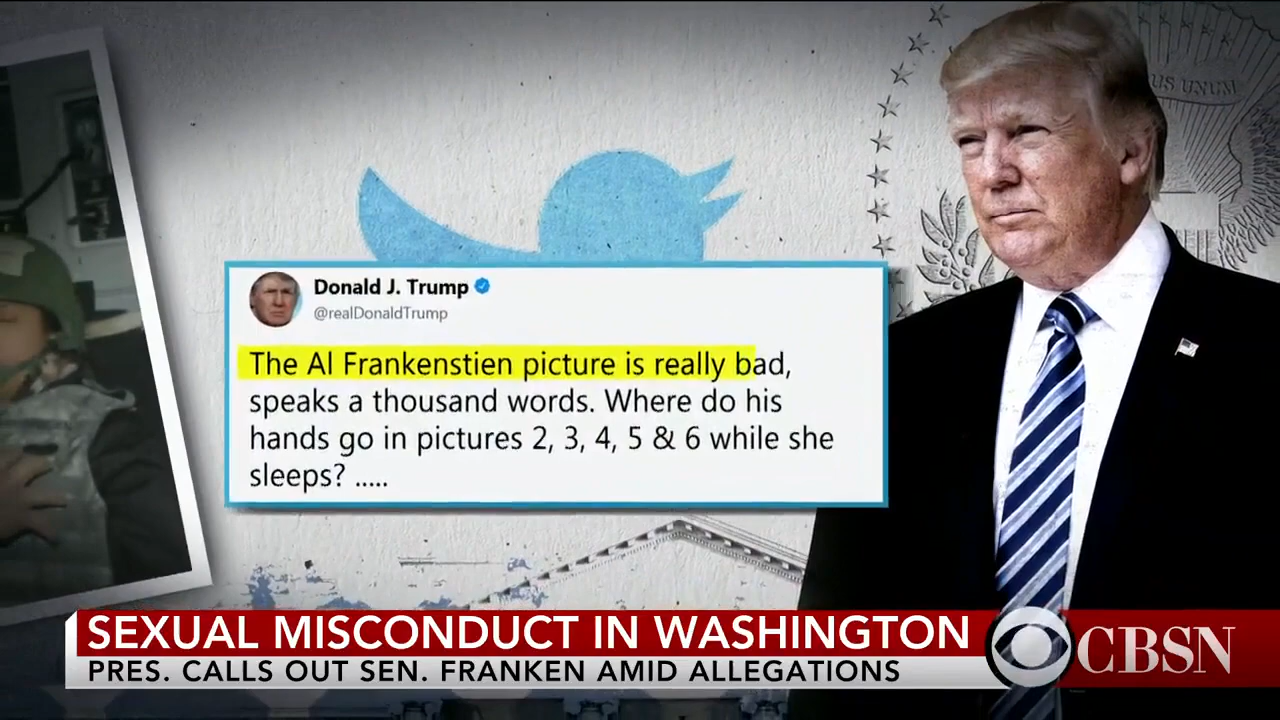 US UNUM
Donald J. Trump
@realDonaldTrump
The Al Frankenstien picture is really bad,
speaks a thousand words. Where do his
hands go in pictures 2, 3, 4, 5 & 6 while she
sleeps? .....
SEXUAL MISCONDUCT IN WASHINGTON
PRES. CALLS OUT SEN. FRANKEN AMID ALLEGATIONS
CBSN